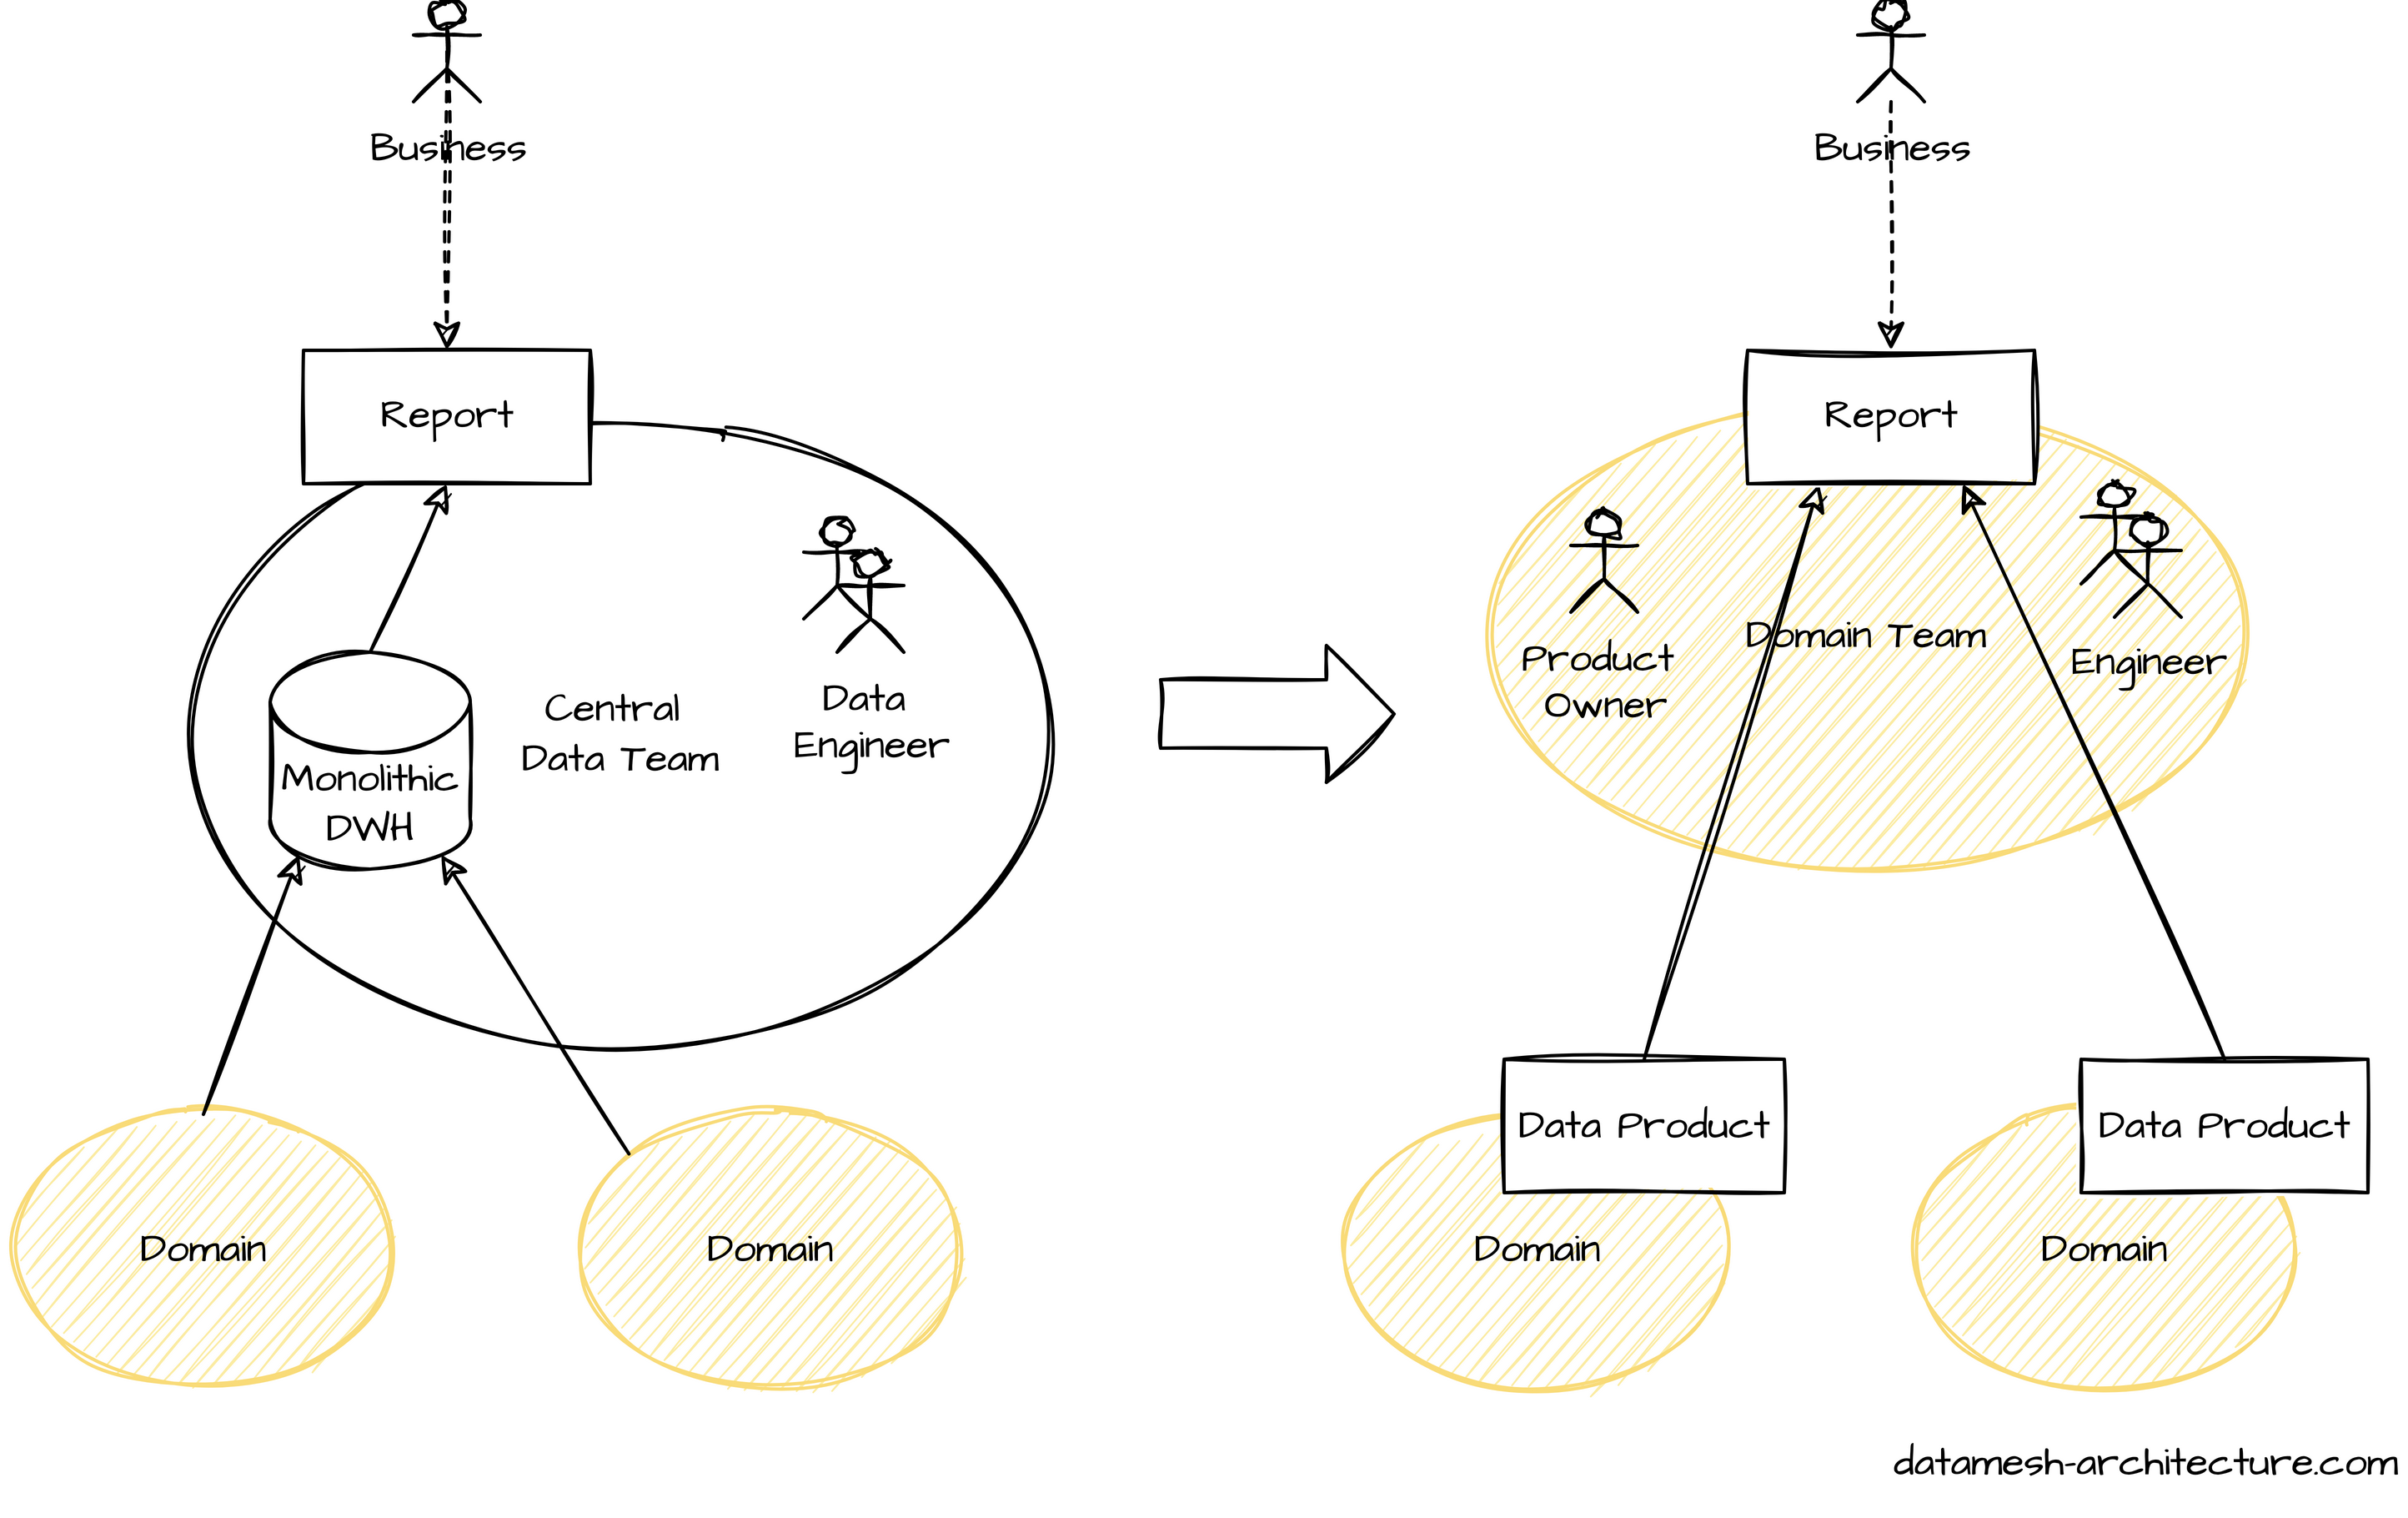 Business
Report
Central
Data Team
Data
Engineer
Monolithic
DWH
Domain
Domain
Business
Report
Product
Owner
Domain Team
Engineer
Data Product
Data Product
Domain
Domain
datamesh-architecture.com